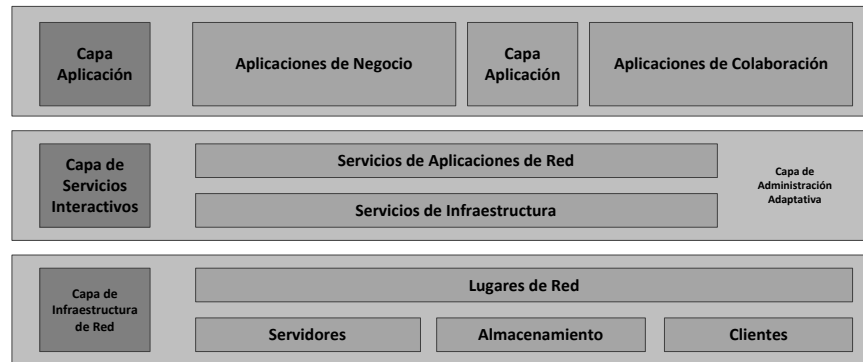 Capa
Aplicación
Aplicaciones de Negocio
Capa
Aplicación
Aplicaciones de Colaboración
Capa de
Servicios
Interactivos
Servicios de Aplicaciones de Red
Servicios de Infraestructura
Capa de
Administración
Adaptativa
Capa de
Infraestructura
de Red
Lugares de Red
Servidores
Almacenamiento
Clientes